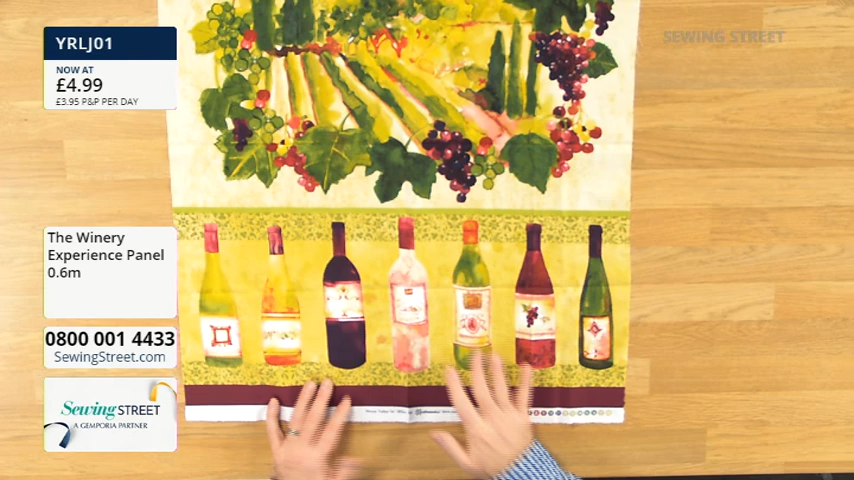 YRLJ01
NOW AT
£4.99
£3.95 P&P PER DAY
SEWING STREET
The Winery
Experience Panel
0.6m
0800 001 4433
SewingStreet.com
Sewing STREET
A GEMPORIA PARTNER